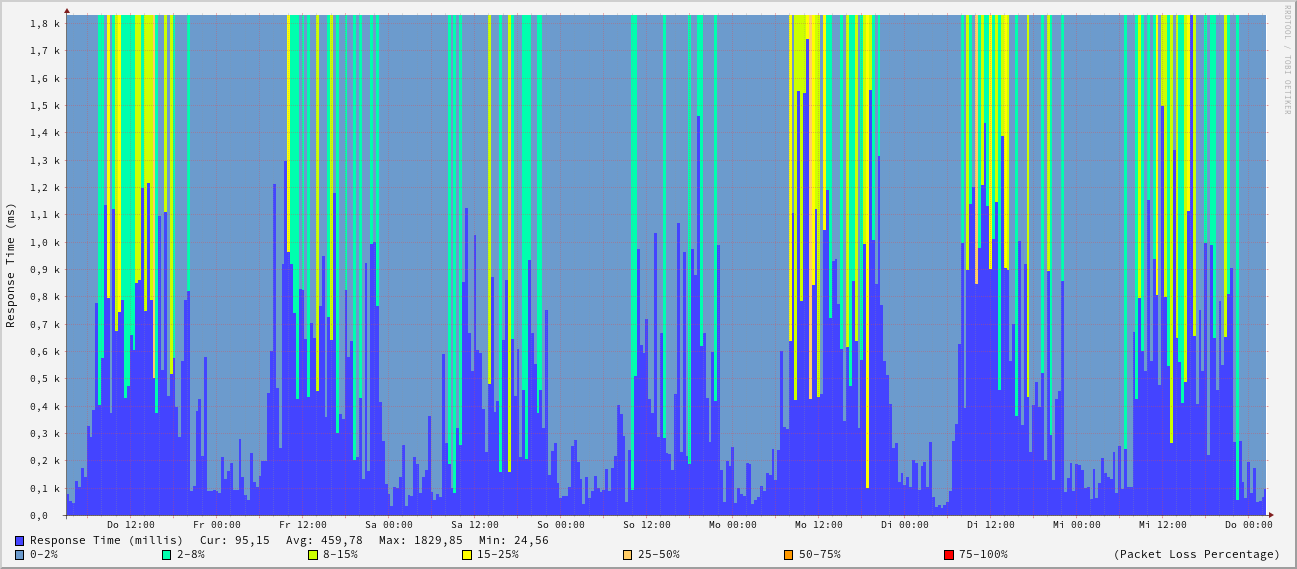 RRDTOOL / TOBI OETIKER
Response Time (ms)
1,8 k
1,7 k
1,6 k
1,5 k
1,4 k
1,3 k
1,2 k
1,1 k
1,0 k
0,9 k
0,8 k
0,7 k
0,6 k
0,5 k
0,4 k
0,3 k
0,2 k
0,1 k
0,0
Do 12:00 Fr 00:00 Fr 12:00 Sa 00:00 Sa 12:00 So 00:00 So 12:00 Mo 00:00 Mo 12:00 Di 00:00 Di 12:00 Mi 00:00 Mi 12:00 Do 00:00
Response Time (millis) Cur: 95,15 Avg: 459,78 Max: 1829,85 Min: 24,56
0-2% 2-8% 8-15% 15-25% 25-50% 50-75% 75-100% (Packet Loss Percentage)